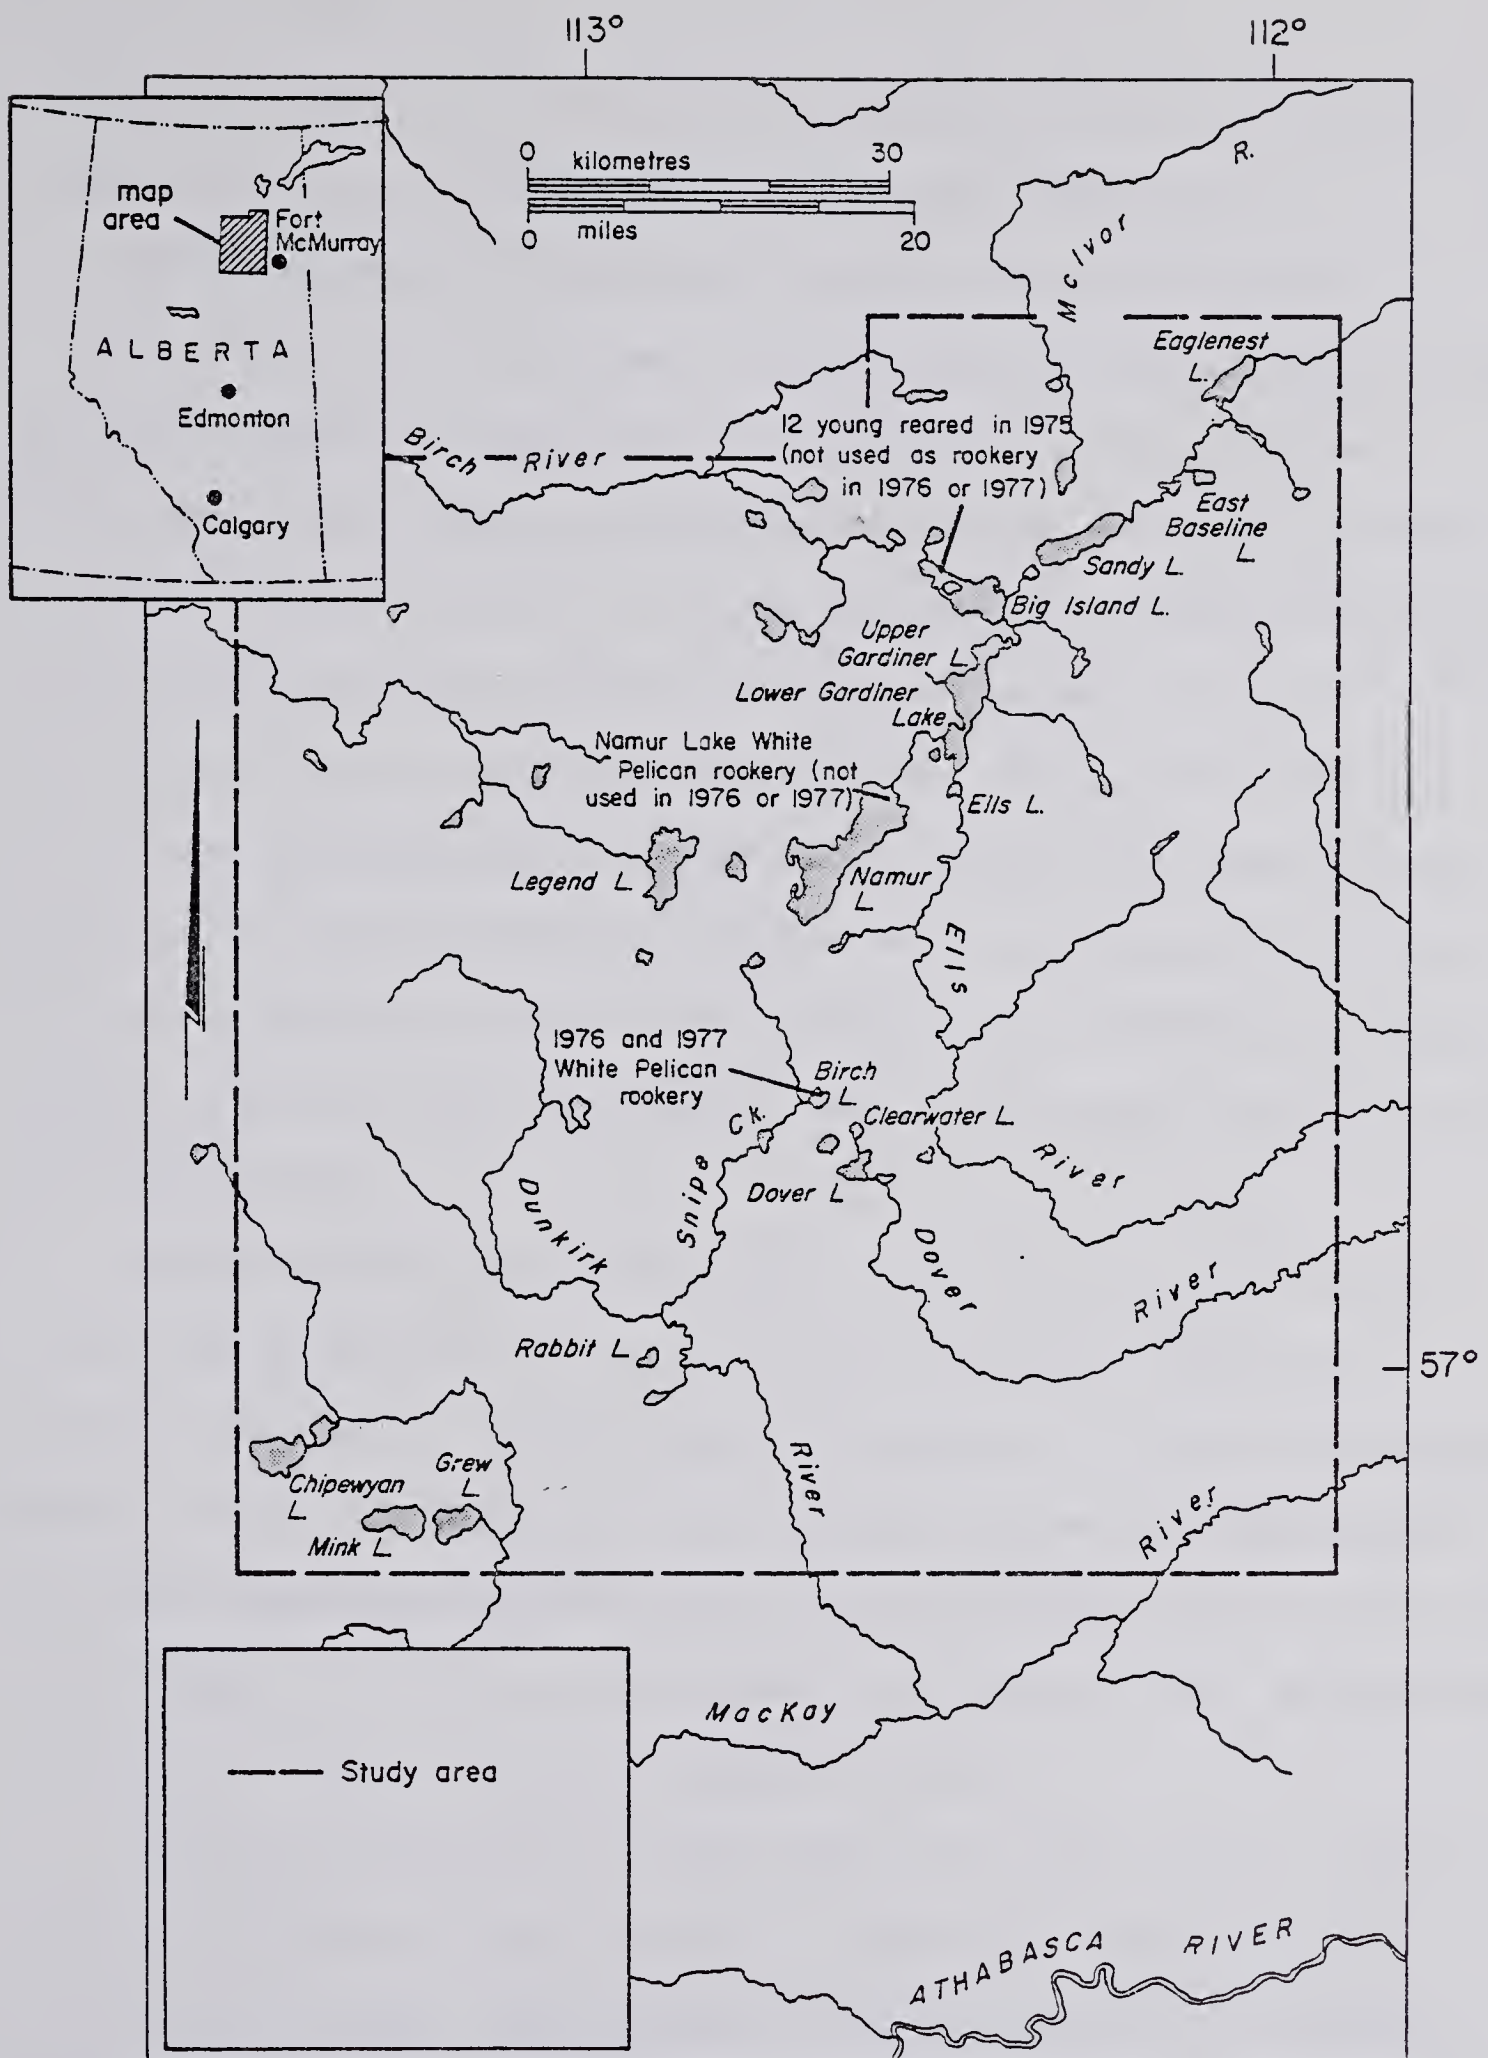 113°
112°
map
area
Fort
McMurray
ALBERTA
Edmonton
Calgary
0 kilometres 30
0 miles 20
McIvor R.
Eaglenest
L.
Birch River
12 young reared in 1975
(not used as rookery
in 1976 or 1977)
East
Baseline
L.
Sandy L.
Big Island L.
Upper
Gardiner L.
Lower Gardiner
Lake
Namur Lake White
Pelican rookery (not
used in 1976 or 1977)
Ells L.
Legend L.
Namur
L.
Ells
River
1976 and 1977
White Pelican
rookery
Birch
L.
Clearwater L.
Snipe Ck.
Dover L.
Dunkirk
River
Dover
River
Rabbit L.
57°
Chipewyan
L.
Grew
L.
Mink L.
MacKay
River
Study area
ATHABASCA RIVER